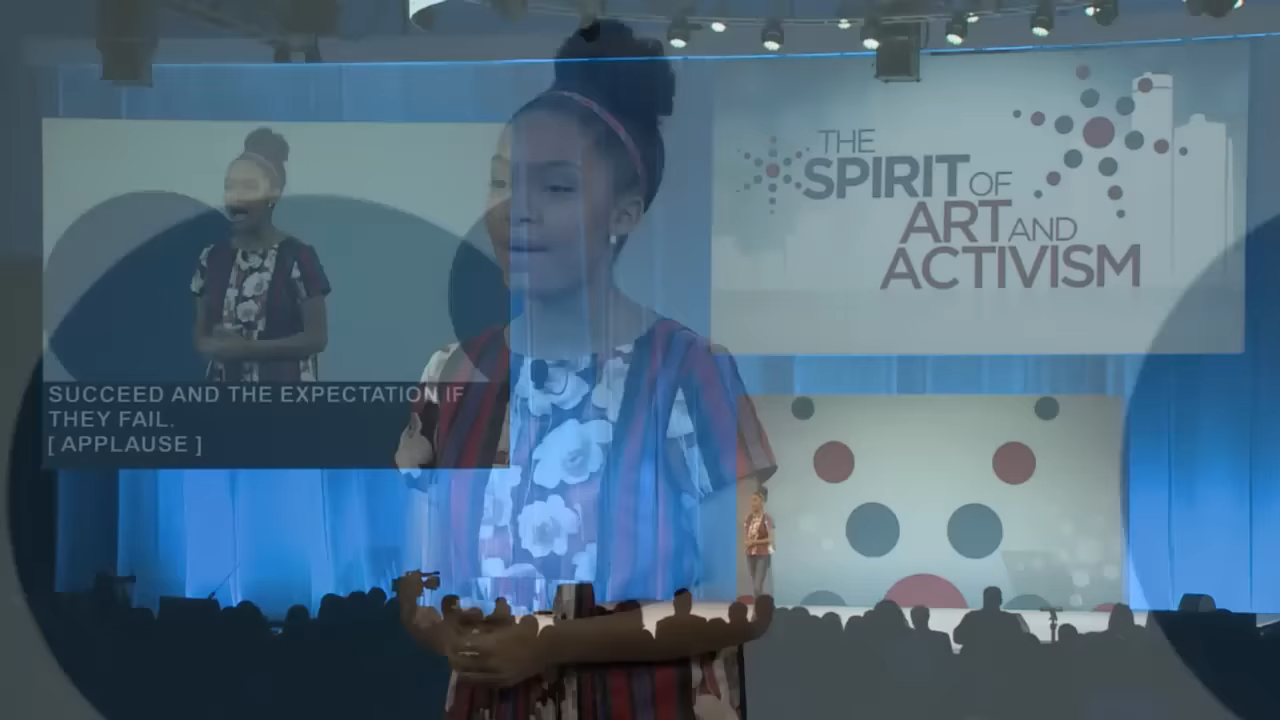 THE
SPIRIT OF
ART AND
ACTIVISM
SUCCEED AND THE EXPECTATION IF
THEY FAIL.
[ APPLAUSE ]